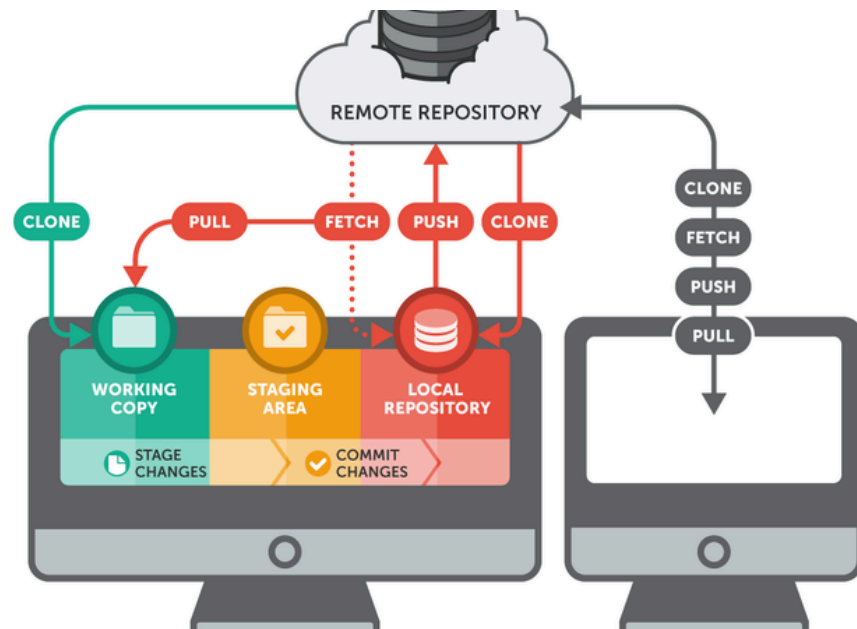 REMOTE REPOSITORY
CLONE
PULL
FETCH
PUSH
CLONE
CLONE
FETCH
PUSH
PULL
WORKING
COPY
STAGING
AREA
LOCAL
REPOSITORY
STAGE
CHANGES
COMMIT
CHANGES